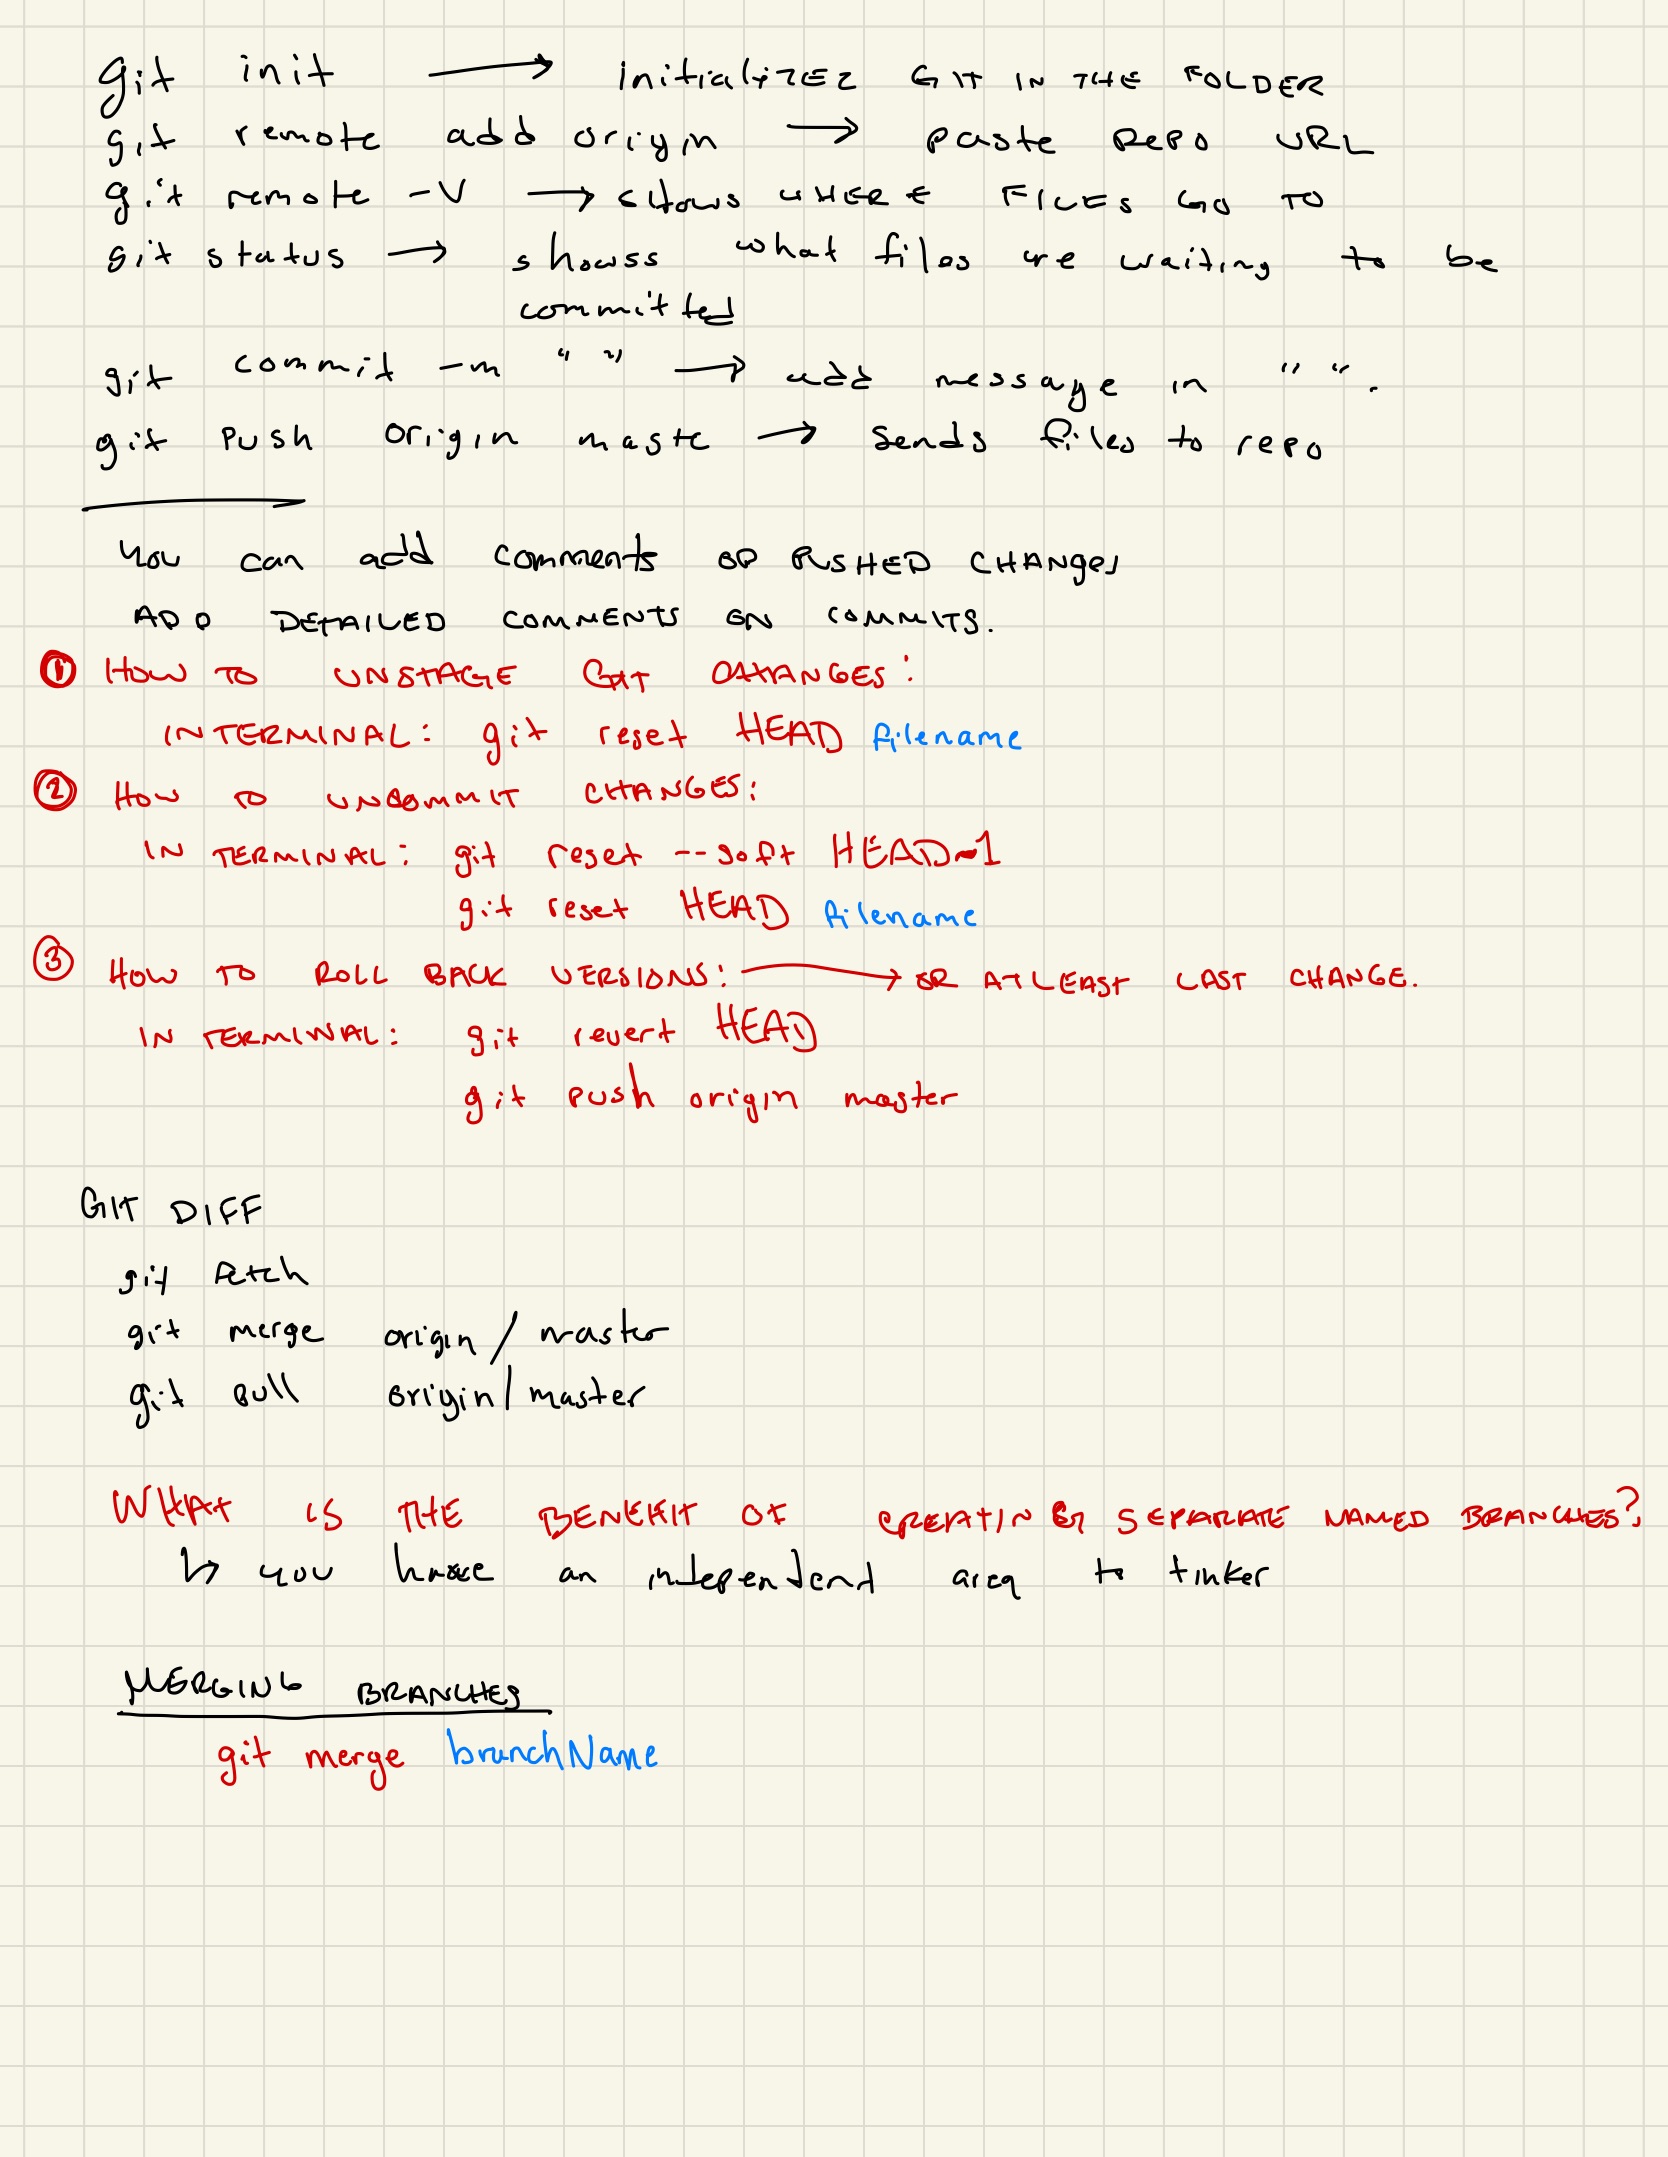 git init → initializez GIT IN THE FOLDER
git remote add origin → paste REPO URL
git remote -V → SHOWS WHERE FILES GO TO
git status → showss what files are waiting to be
committed
git commit -m " " → add message in " ".
git push origin maste → sends files to repo
You can add comments OP PUSHED CHANGES
ADD DETAILED COMMENTS ON COMMITS.
① HOW TO UNSTAGE GIT CHANGES:
IN TERMINAL: git reset HEAD filename
② HOW TO UNCOMMIT CHANGES:
IN TERMINAL: git reset --soft HEAD~1
git reset HEAD filename
③ HOW TO ROLL BACK VERSIONS: → OR AT LEAST LAST CHANGE.
IN TERMINAL: git revert HEAD
git push origin master
GIT DIFF
git fetch
git merge origin / master
git pull origin/master
WHAT IS THE BENEFIT OF CREATING SEPARATE NAMED BRANCHES?
↳ you have an independent area to tinker
MERGING BRANCHES
git merge branchName